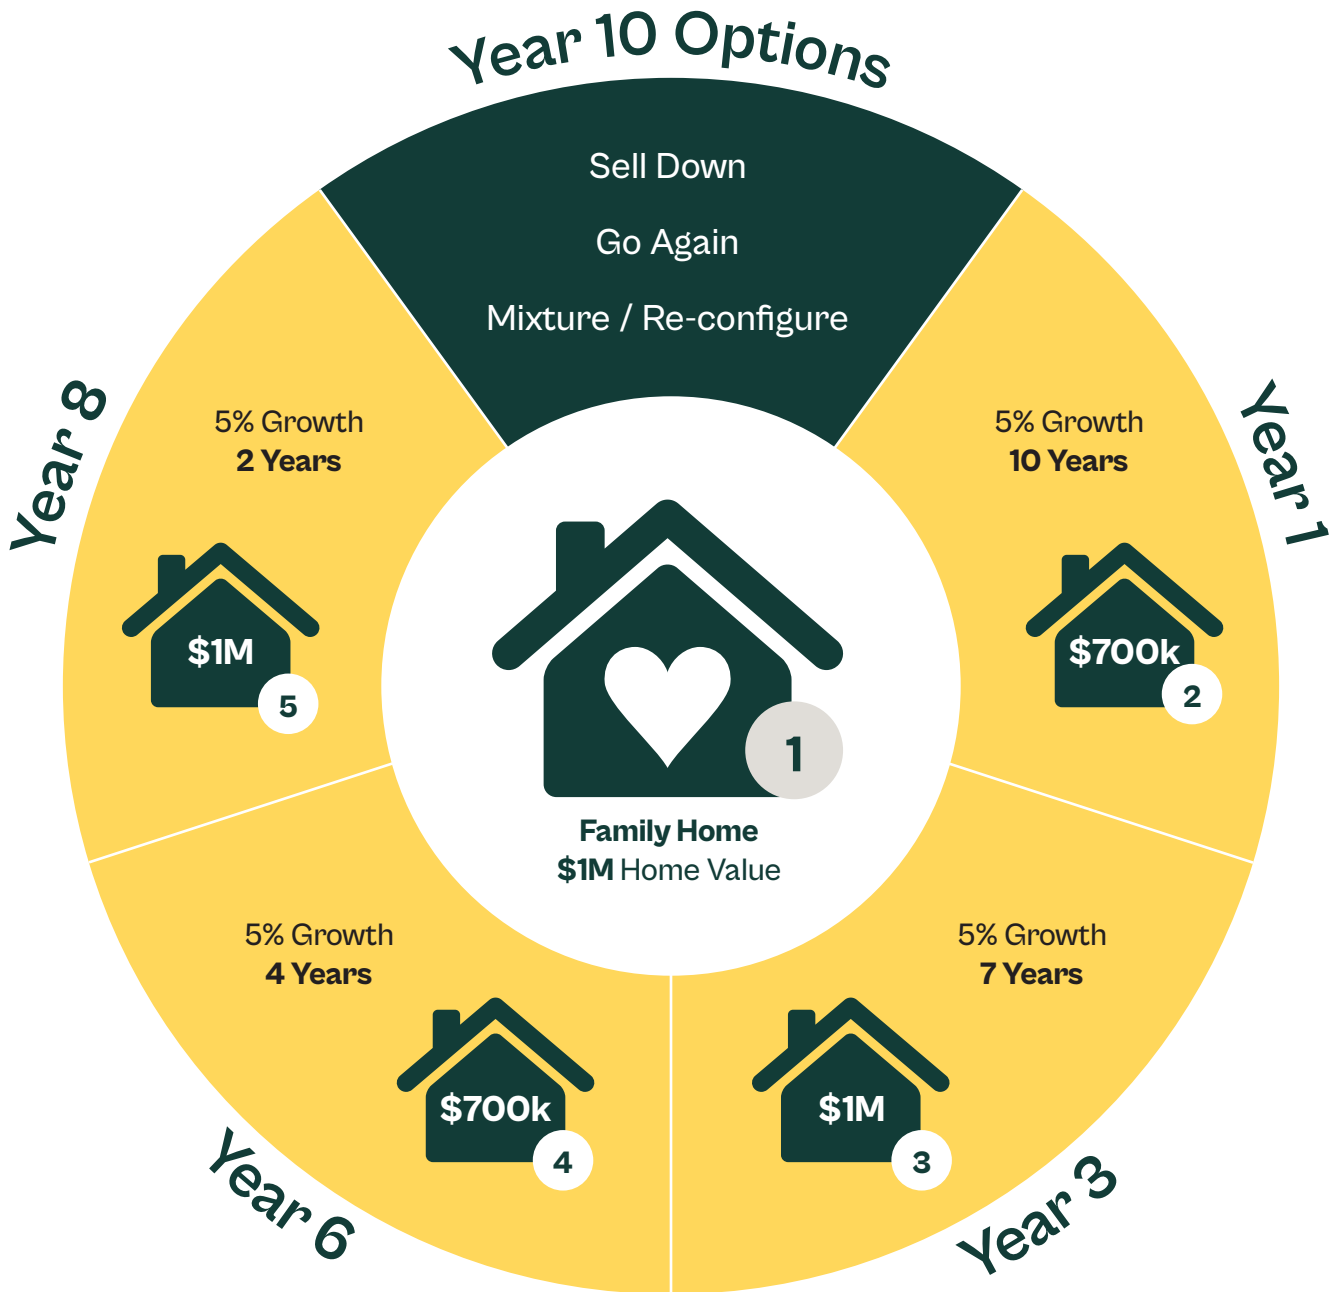 Year 10 Options
Sell Down
Go Again
Mixture / Re-configure
Year 1
5% Growth
10 Years
$700k
2
Year 3
5% Growth
7 Years
$1M
3
Year 6
5% Growth
4 Years
$700k
4
Year 8
5% Growth
2 Years
$1M
5
1
Family Home
$1M Home Value